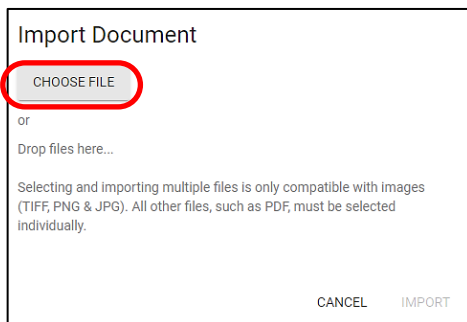 Import Document
CHOOSE FILE
or
Drop files here...
Selecting and importing multiple files is only compatible with images
(TIFF, PNG & JPG). All other files, such as PDF, must be selected
individually.
CANCEL IMPORT